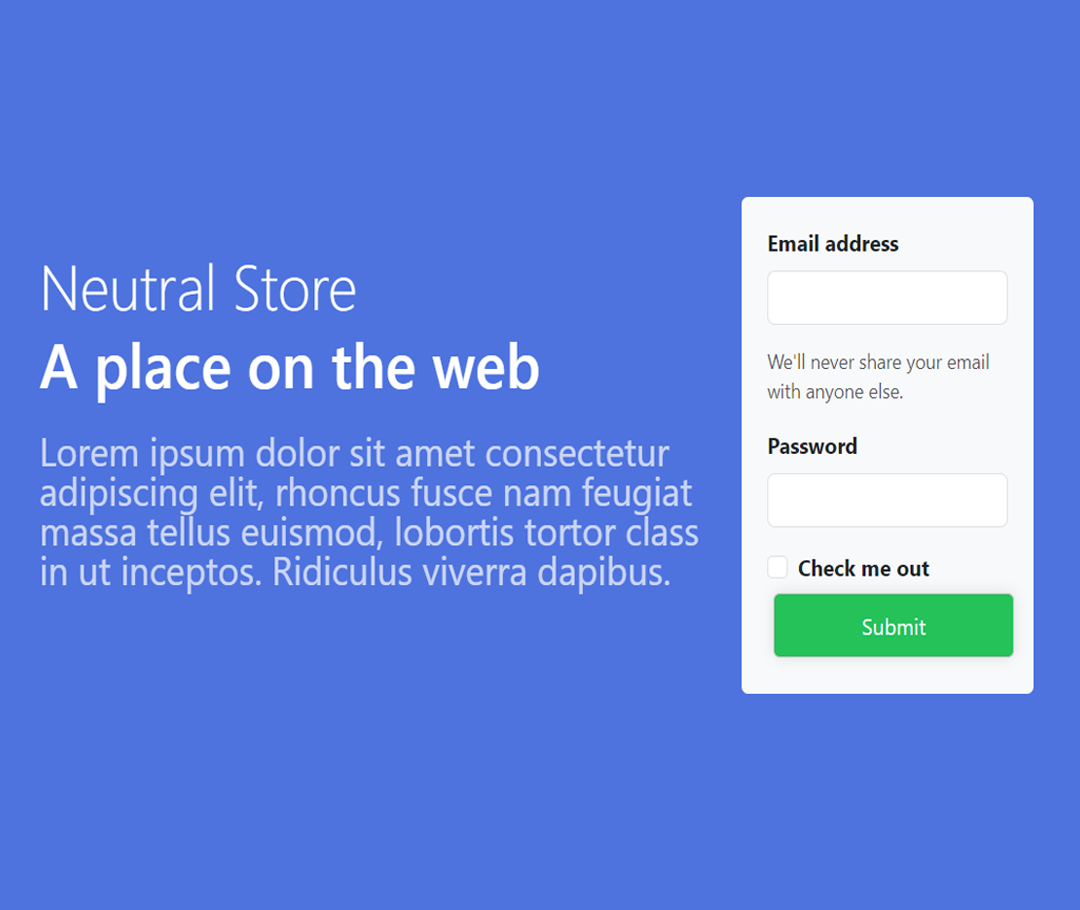 Neutral Store
A place on the web
Lorem ipsum dolor sit amet consectetur
adipiscing elit, rhoncus fusce nam feugiat
massa tellus euismod, lobortis tortor class
in ut inceptos. Ridiculus viverra dapibus.
Email address
We'll never share your email
with anyone else.
Password
Check me out
Submit